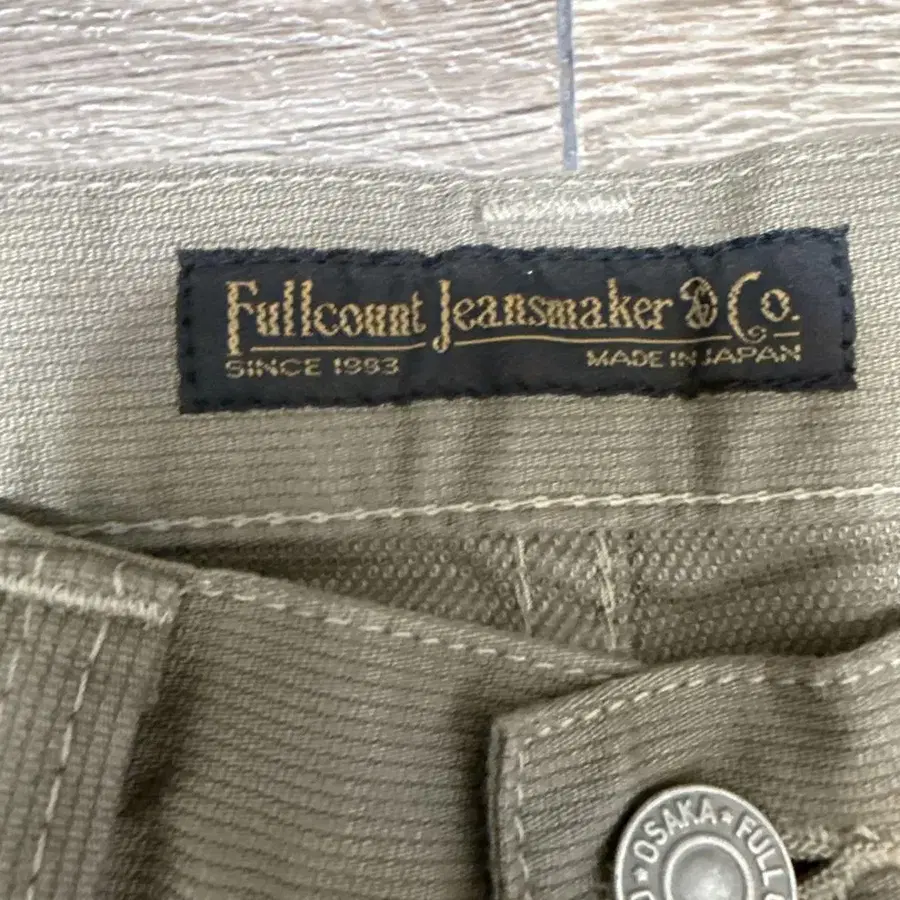 Fullcount Jeansmaker & Co.
SINCE 1993 MADE IN JAPAN
OSAKA★FULL